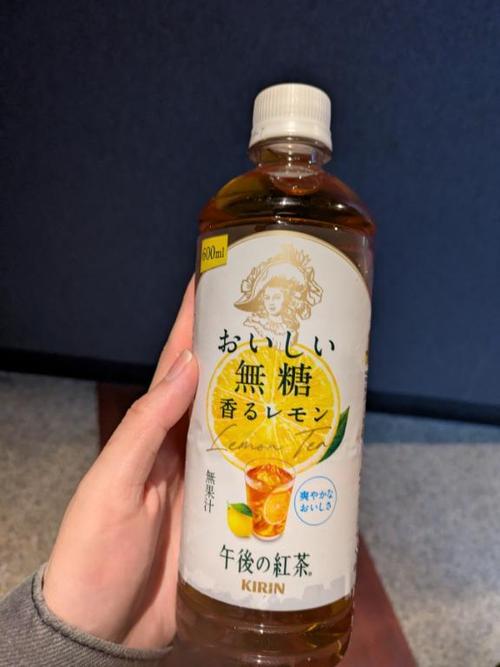 600ml
おいしい
無糖
香るレモン
Lemon Tea
無果汁
爽やかな
おいしさ
午後の紅茶®
KIRIN